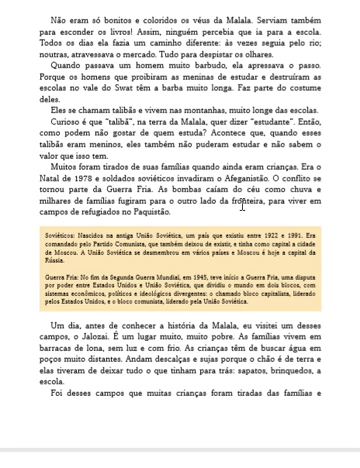 Não eram só bonitos e coloridos os véus da Malala. Serviam também
para esconder os livros! Assim, ninguém percebia que ia para a escola.
Todos os dias ela fazia um caminho diferente: às vezes seguia pelo rio;
noutras, atravessava o mercado. Tudo para despistar os olhares.
Quando passava um homem muito barbudo, ela apressava o passo.
Porque os homens que proibiram as meninas de estudar e destruíram as
escolas no vale do Swat têm a barba muito longa. Faz parte do costume
deles.
Eles se chamam talibãs e vivem nas montanhas, muito longe das escolas.
Curioso é que “talibã”, na terra da Malala, quer dizer “estudante”. Então,
como podem não gostar de quem estuda? Acontece que, quando esses
talibãs eram meninos, eles também não puderam estudar e não sabem o
valor que isso tem.
Muitos foram tirados de suas famílias quando ainda eram crianças. Era o
Natal de 1978 e soldados soviéticos invadiram o Afeganistão. O conflito se
tornou parte da Guerra Fria. As bombas caíam do céu como chuva e
milhares de famílias fugiram para o outro lado da fronteira, para viver em
campos de refugiados no Paquistão.
Soviéticos: Nascidos na antiga União Soviética, um país que existiu entre 1922 e 1991. Era
comandado pelo Partido Comunista, que também deixou de existir, e tinha como capital a cidade
de Moscou. A União Soviética se desmembrou em vários países e Moscou é hoje a capital da
Rússia.
Guerra Fria: No fim da Segunda Guerra Mundial, em 1945, teve início a Guerra Fria, uma disputa
por poder entre Estados Unidos e União Soviética, que dividiu o mundo em dois blocos, com
sistemas econômicos, políticos e ideológicos divergentes: o chamado bloco capitalista, liderado
pelos Estados Unidos, e o bloco comunista, liderado pela União Soviética.
Um dia, antes de conhecer a história da Malala, eu visitei um desses
campos, o Jalozai. É um lugar muito, muito pobre. As famílias vivem em
barracas de lona, sem luz e com frio. As crianças têm de buscar água em
poços muito distantes. Andam descalças e sujas porque o chão é de terra e
elas tiveram de deixar tudo o que tinham para trás: sapatos, brinquedos, a
escola.
Foi desses campos que muitas crianças foram tiradas das famílias e